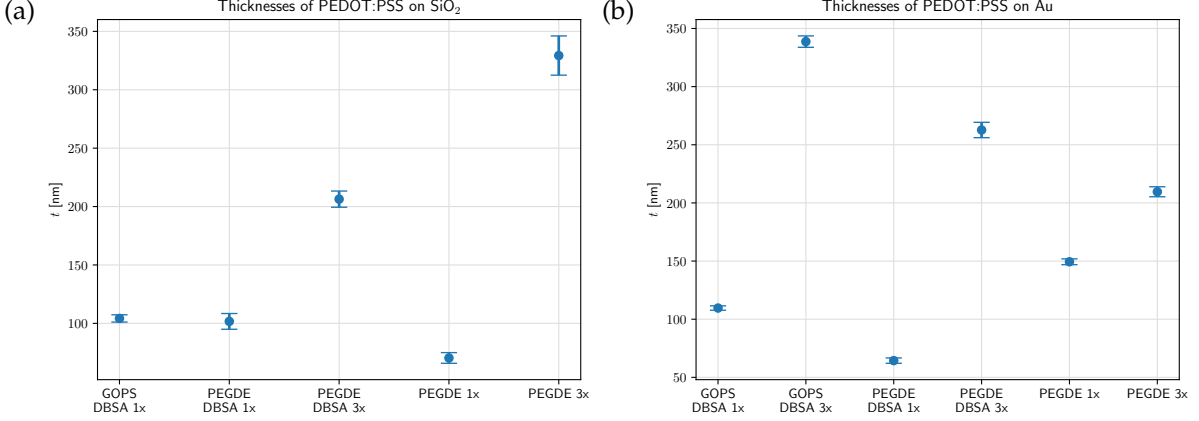 (a)
Thicknesses of PEDOT:PSS on SiO₂
350
300
250
200
150
100
t [nm]
GOPS DBSA 1x
PEGDE DBSA 1x
PEGDE DBSA 3x
PEGDE 1x
PEGDE 3x
(b)
Thicknesses of PEDOT:PSS on Au
350
300
250
200
150
100
50
t [nm]
GOPS DBSA 1x
GOPS DBSA 3x
PEGDE DBSA 1x
PEGDE DBSA 3x
PEGDE 1x
PEGDE 3x